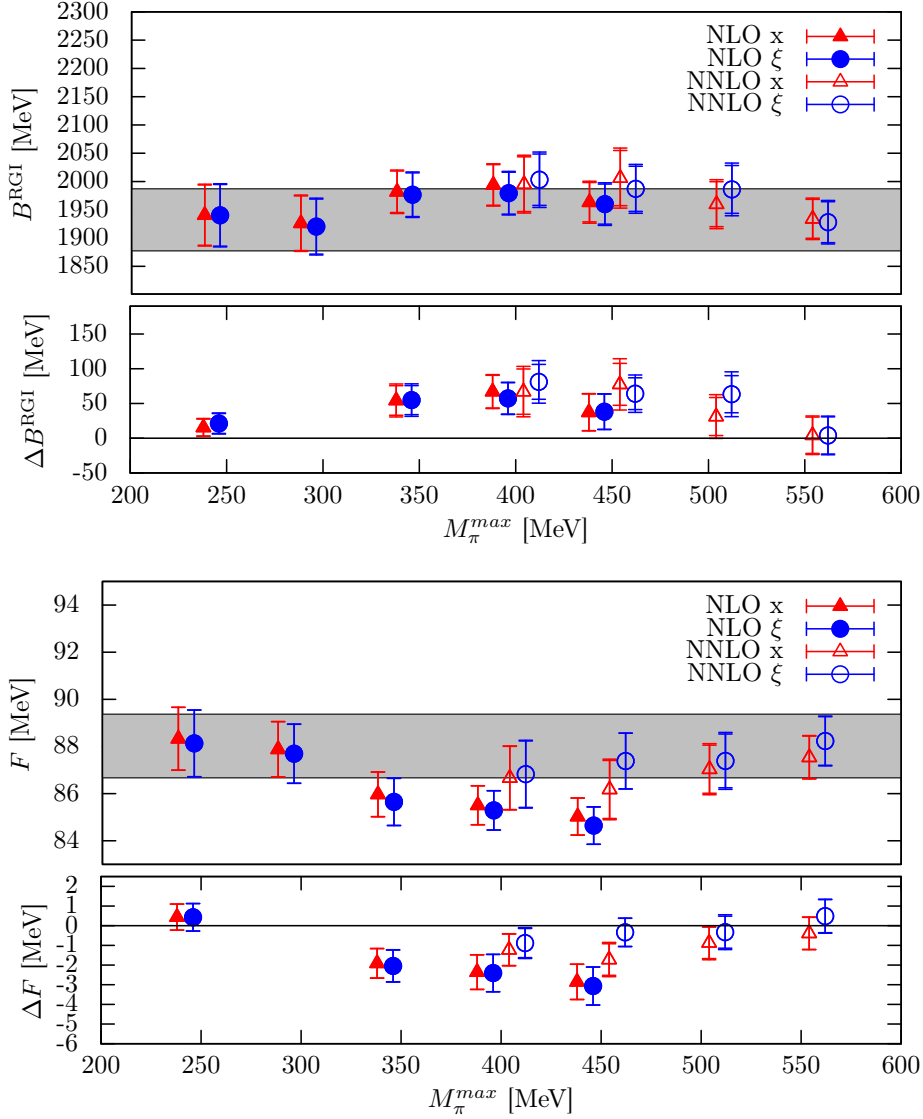 2300
2250
2200
2150
2100
2050
2000
1950
1900
1850
B^RGI [MeV]
NLO x
NLO ξ
NNLO x
NNLO ξ
150
100
50
0
-50
ΔB^RGI [MeV]
200 250 300 350 400 450 500 550 600
M_π^max [MeV]
94
92
90
88
86
84
F [MeV]
NLO x
NLO ξ
NNLO x
NNLO ξ
2
1
0
-1
-2
-3
-4
-5
-6
ΔF [MeV]
200 250 300 350 400 450 500 550 600
M_π^max [MeV]